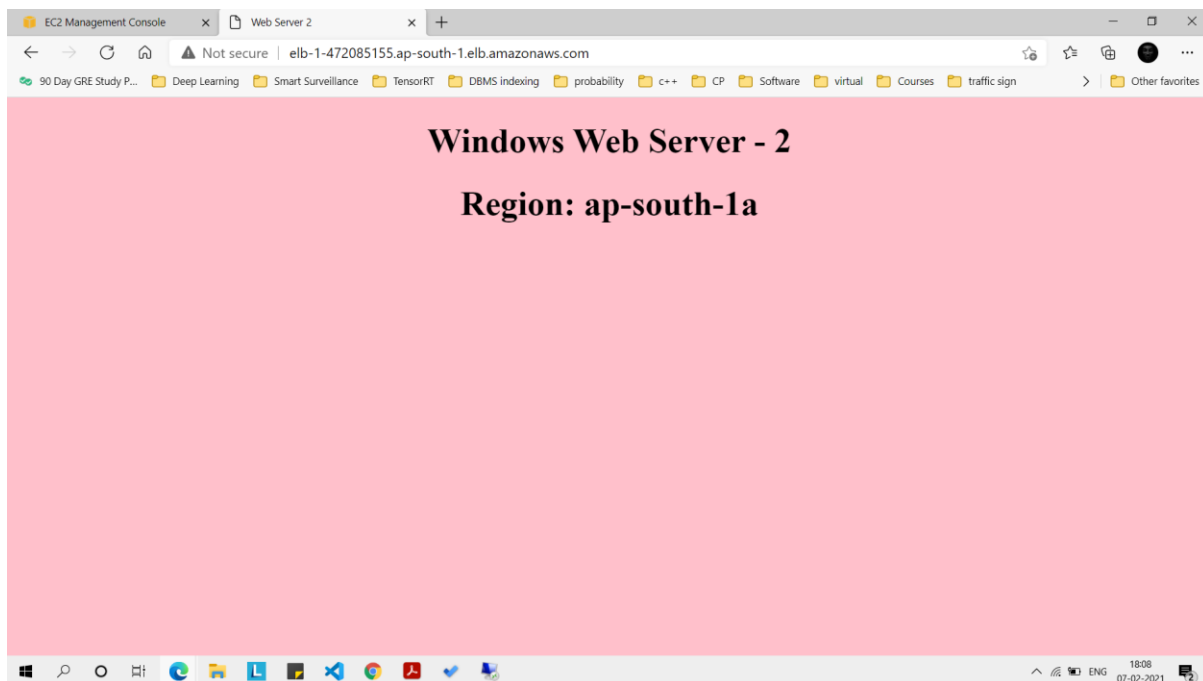 EC2 Management Console
Web Server 2
Not secure
elb-1-472085155.ap-south-1.elb.amazonaws.com
90 Day GRE Study P...
Deep Learning
Smart Surveillance
TensorRT
DBMS indexing
probability
c++
CP
Software
virtual
Courses
traffic sign
Other favorites
Windows Web Server - 2
Region: ap-south-1a
L
ENG
18:08
07-02-2021
2